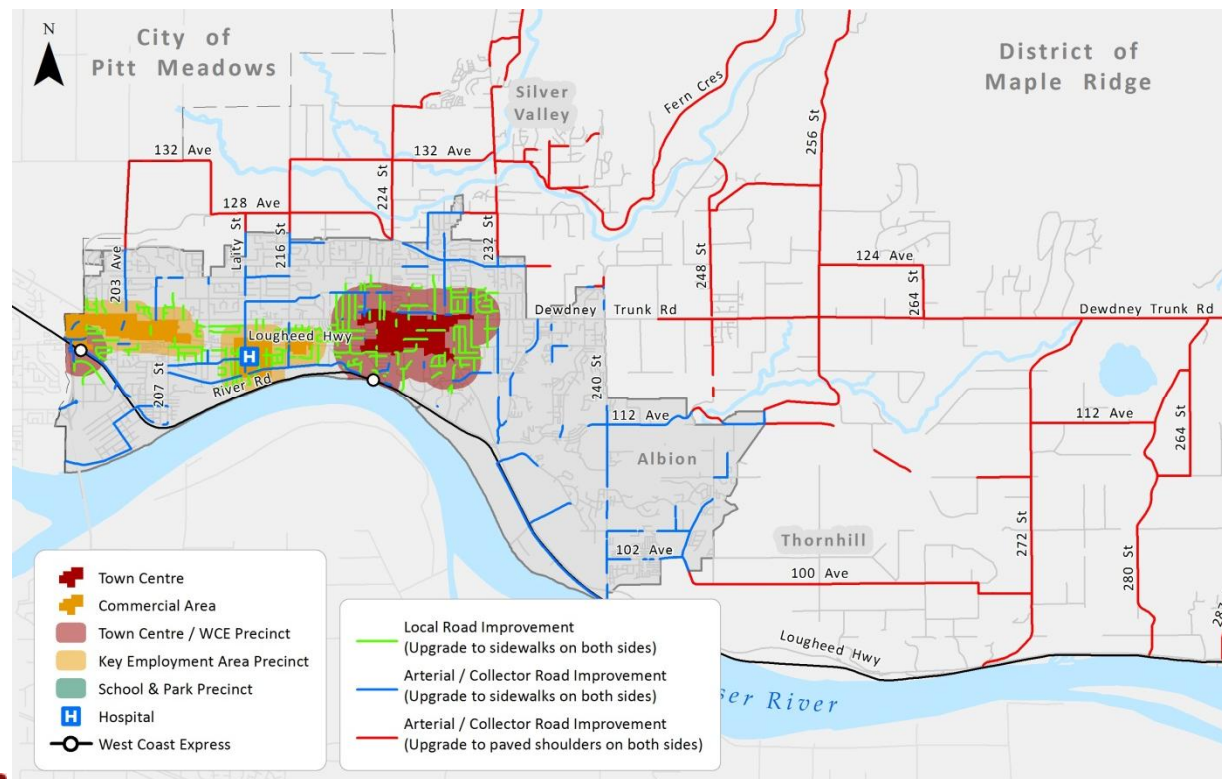 N
City of
Pitt Meadows
District of
Maple Ridge
Silver
Valley
Fern Cres
256 St
132 Ave
132 Ave
224 St
128 Ave
Laity St
216 St
232 St
248 St
203 Ave
124 Ave
264 St
Dewdney Trunk Rd
Dewdney Trunk Rd
Lougheed Hwy
H
207 St
River Rd
240 St
112 Ave
112 Ave
264 St
Albion
272 St
280 St
102 Ave
Thornhill
100 Ave
Lougheed Hwy
ser River
Town Centre
Commercial Area
Town Centre / WCE Precinct
Key Employment Area Precinct
School & Park Precinct
H Hospital
West Coast Express
Local Road Improvement
(Upgrade to sidewalks on both sides)
Arterial / Collector Road Improvement
(Upgrade to sidewalks on both sides)
Arterial / Collector Road Improvement
(Upgrade to paved shoulders on both sides)